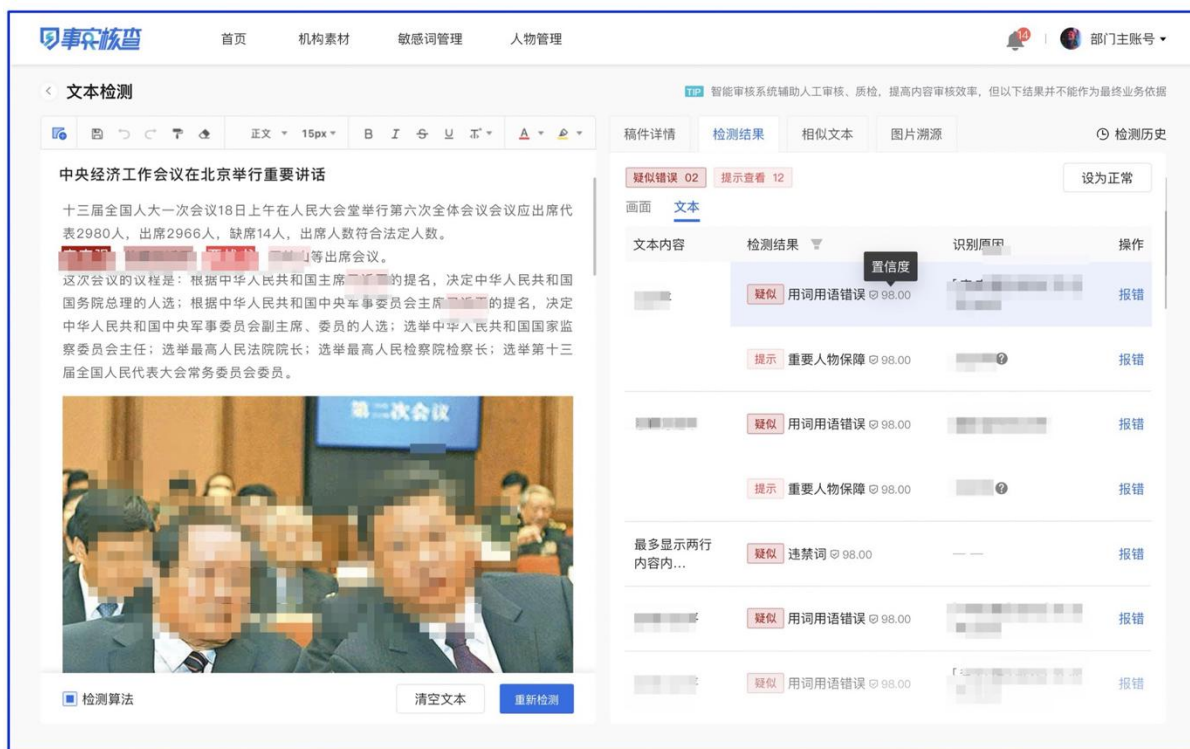 事实核查
首页 机构素材 敏感词管理 人物管理
14
部门主账号
文本检测
TIP 智能审核系统辅助人工审核、质检，提高内容审核效率，但以下结果并不能作为最终业务依据
正文 15px B I S U T A
稿件详情 检测结果 相似文本 图片溯源 检测历史
中央经济工作会议在北京举行重要讲话
十三届全国人大一次会议18日上午在人民大会堂举行第六次全体会议会议应出席代
表2980人，出席2966人，缺席14人，出席人数符合法定人数。
等出席会议。
这次会议的议程是：根据中华人民共和国主席 的提名，决定中华人民共和国
国务院总理的人选；根据中华人民共和国中央军事委员会主席 的提名，决定
中华人民共和国中央军事委员会副主席、委员的人选；选举中华人民共和国国家监
察委员会主任；选举最高人民法院院长；选举最高人民检察院检察长；选举第十三
届全国人民代表大会常务委员会委员。
第二次会议
检测算法
清空文本 重新检测
疑似错误 02 提示查看 12 设为正常
画面 文本
文本内容 检测结果 识别原因 操作
置信度
疑似 用词用语错误 98.00 报错
提示 重要人物保障 98.00 报错
疑似 用词用语错误 98.00 报错
提示 重要人物保障 98.00 报错
最多显示两行
内容内...
疑似 违禁词 98.00 — — 报错
疑似 用词用语错误 98.00 报错
疑似 用词用语错误 98.00 报错